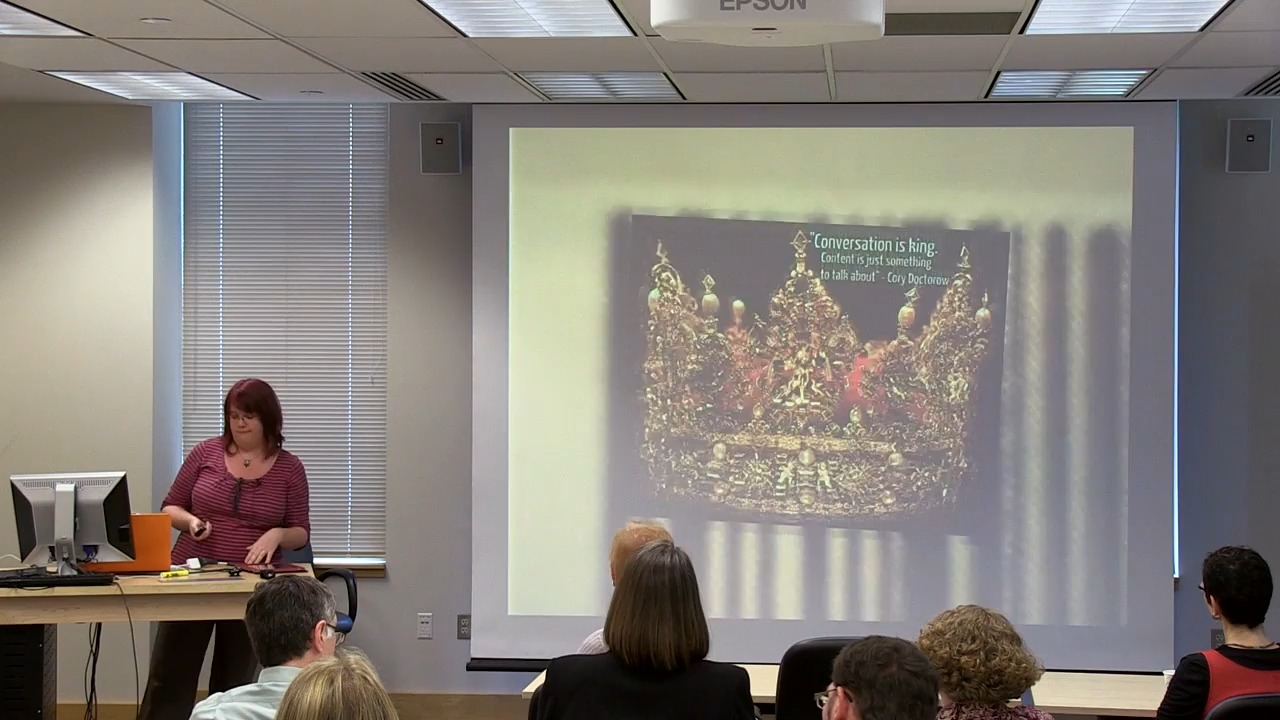 EPSON
"Conversation is king.
Content is just something
to talk about" - Cory Doctorow